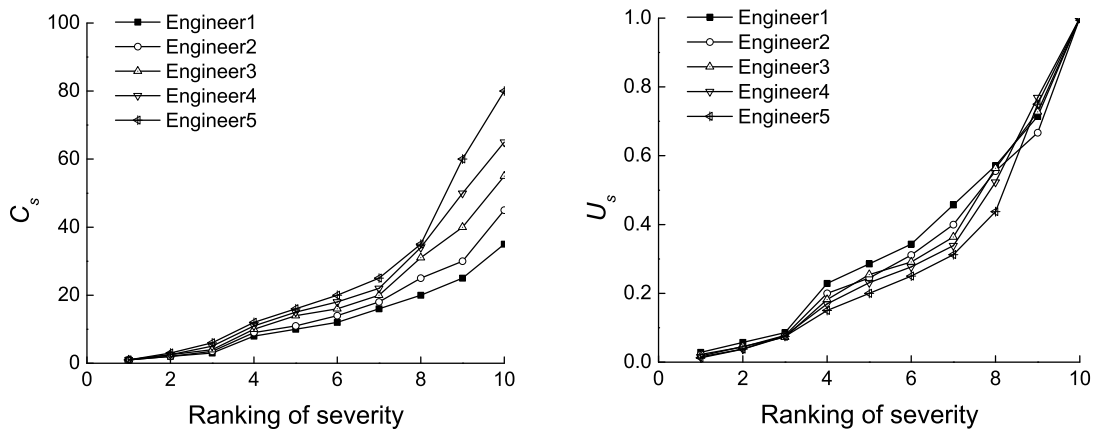 100
80
60
40
20
0
C_s
Engineer1
Engineer2
Engineer3
Engineer4
Engineer5
0 2 4 6 8 10
Ranking of severity
1.0
0.8
0.6
0.4
0.2
0.0
U_s
Engineer1
Engineer2
Engineer3
Engineer4
Engineer5
0 2 4 6 8 10
Ranking of severity